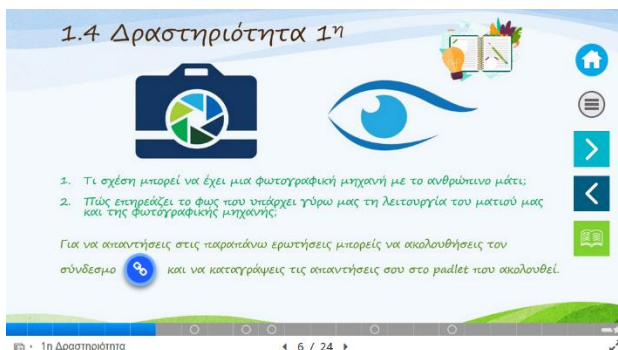 1.4 Δραστηριότητα 1η
1. Τι σχέση μπορεί να έχει μια φωτογραφική μηχανή με το ανθρώπινο μάτι;
2. Πώς επηρεάζει το φως που υπάρχει γύρω μας τη λειτουργία του ματιού μας
και της φωτογραφικής μηχανής;
Για να απαντήσεις στις παραπάνω ερωτήσεις μπορείς να ακολουθήσεις τον
σύνδεσμο και να καταγράψεις τις απαντήσεις σου στο padlet που ακολουθεί.
1η Δραστηριότητα
6 / 24